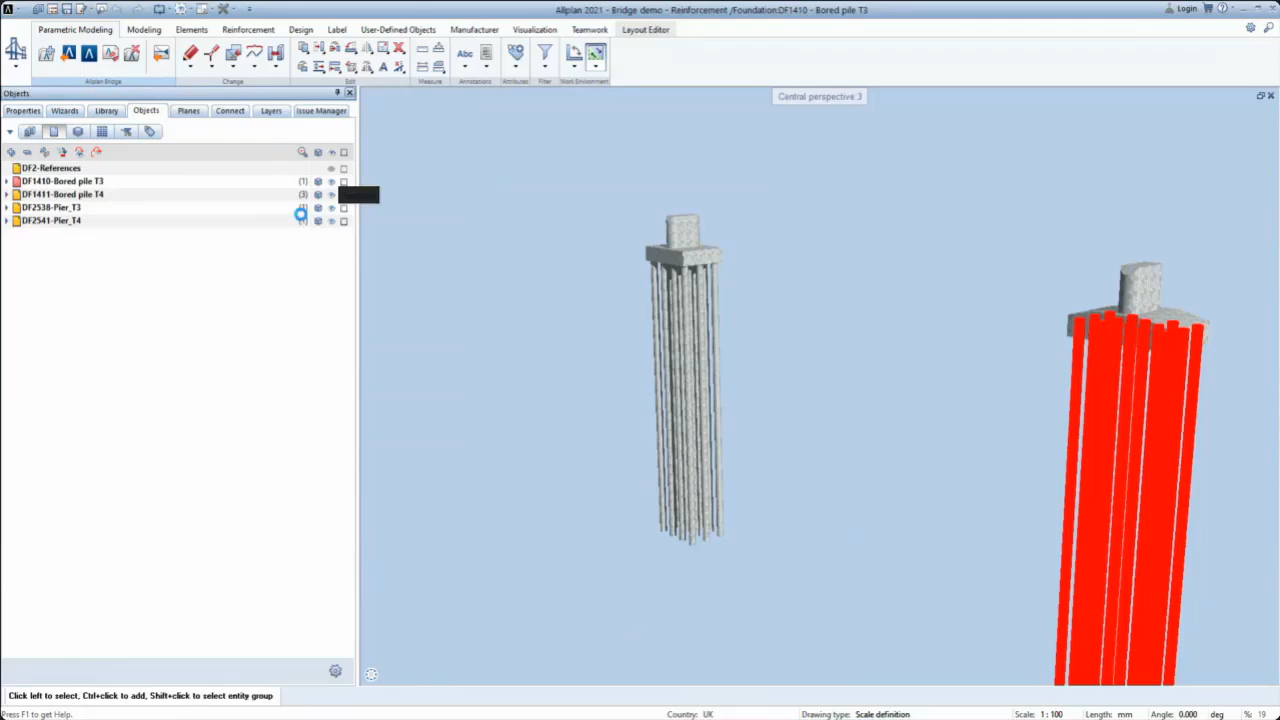 Allplan 2021 - Bridge demo - Reinforcement /Foundation:DF1410 - Bored pile T3
Login
Parametric Modeling
Modeling
Elements
Reinforcement
Design
Label
User-Defined Objects
Manufacturer
Visualization
Teamwork
Layout Editor
Abc
A
Allplan Bridge
Change
Edit
Measure
Annotations
Attributes
Filter
Work Environment
Objects
Central perspective:3
Properties
Wizards
Library
Objects
Planes
Connect
Layers
Issue Manager
DF2-References
DF1410-Bored pile T3
(1)
DF1411-Bored pile T4
(3)
DF2538-Pier_T3
DF2541-Pier_T4
Click left to select, Ctrl+click to add, Shift+click to select entity group
Press F1 to get Help.
Country: UK
Drawing type: Scale definition
Scale: 1 : 100
Length: mm
Angle: 0.000
deg
% 19